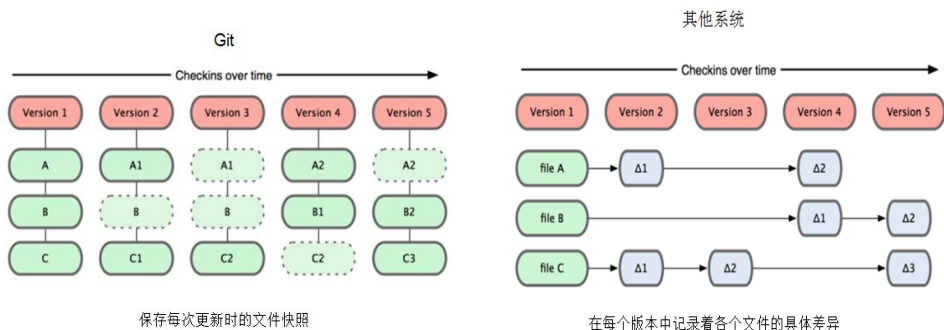 Git
Checkins over time
Version 1 Version 2 Version 3 Version 4 Version 5
A A1 A1 A2 A2
B B B B1 B2
C C1 C2 C2 C3
保存每次更新时的文件快照
其他系统
Checkins over time
Version 1 Version 2 Version 3 Version 4 Version 5
file A Δ1 Δ2
file B Δ1 Δ2
file C Δ1 Δ2 Δ3
在每个版本中记录着各个文件的具体差异